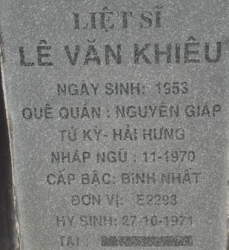 LIỆT SĨ
LÊ VĂN KHIÊU
NGÀY SINH: 1953
QUÊ QUÁN : NGUYÊN GIÁP
TỨ KỲ- HẢI HƯNG
NHẬP NGŨ : 11-1970
CẤP BẬC: BINH NHẤT
ĐƠN VỊ: E2293
HY SINH: 27-10-1971
TẠI :